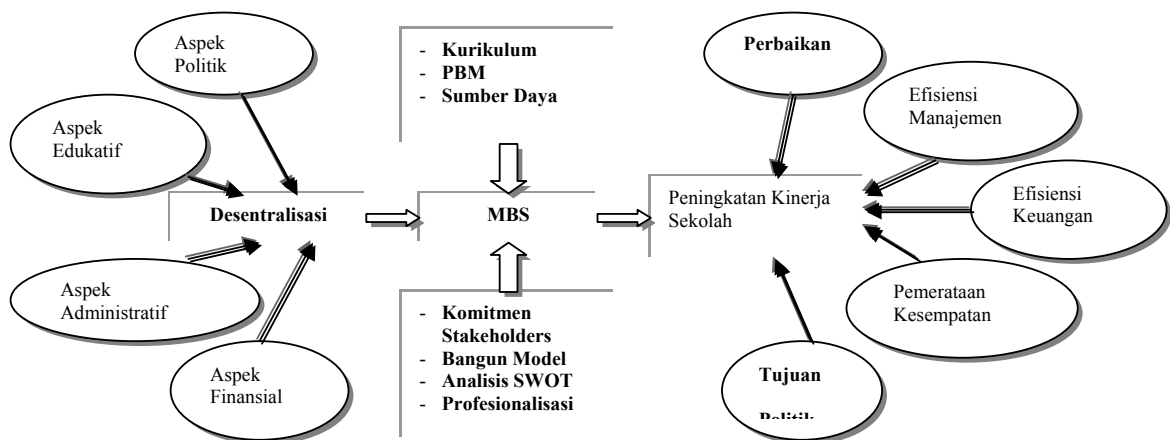 Aspek
Politik
Aspek
Edukatif
Desentralisasi
Aspek
Administratif
Aspek
Finansial
- Kurikulum
- PBM
- Sumber Daya
MBS
- Komitmen
Stakeholders
- Bangun Model
- Analisis SWOT
- Profesionalisasi
Perbaikan
Efisiensi
Manajemen
Peningkatan Kinerja
Sekolah
Efisiensi
Keuangan
Pemerataan
Kesempatan
Tujuan
Politik